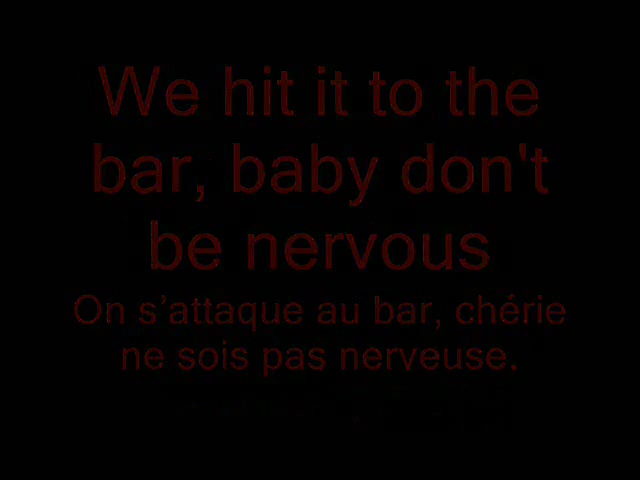 We hit it to the
bar, baby don't
be nervous
On s’attaque au bar, chérie
ne sois pas nerveuse.